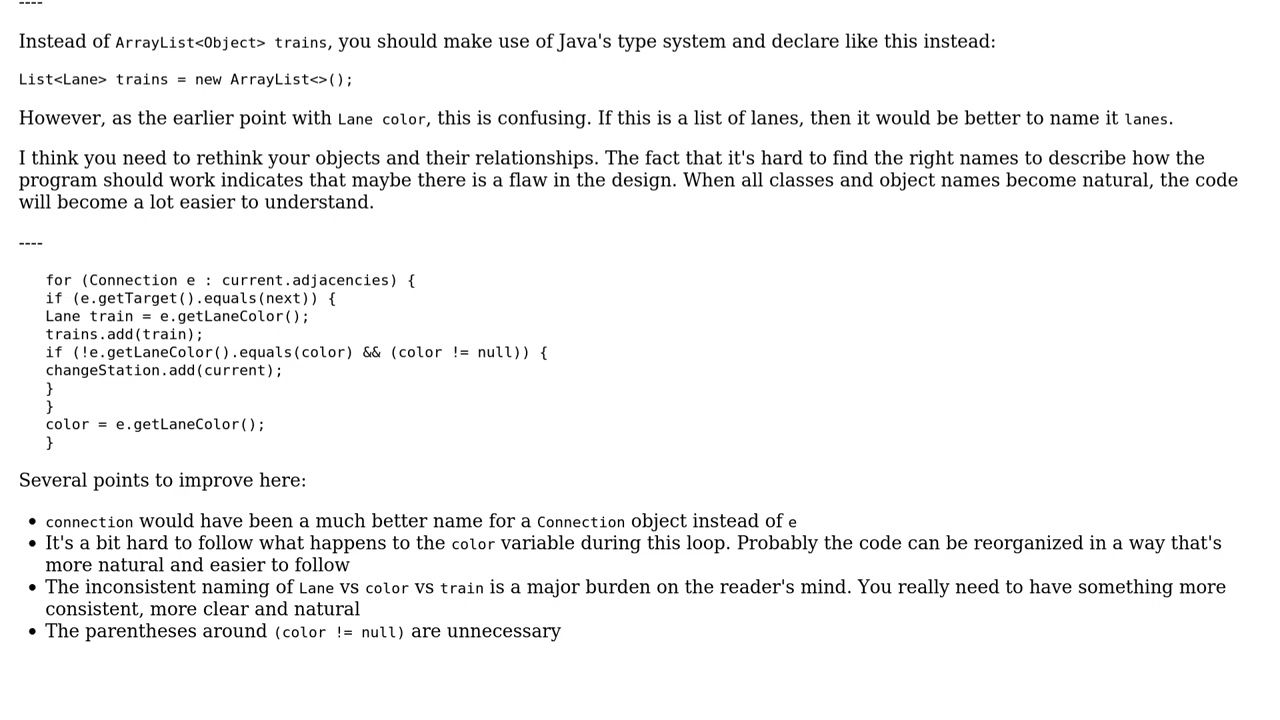 ----
Instead of ArrayList<Object> trains, you should make use of Java's type system and declare like this instead:
List<Lane> trains = new ArrayList<>();
However, as the earlier point with Lane color, this is confusing. If this is a list of lanes, then it would be better to name it lanes.
I think you need to rethink your objects and their relationships. The fact that it's hard to find the right names to describe how the
program should work indicates that maybe there is a flaw in the design. When all classes and object names become natural, the code
will become a lot easier to understand.
----
for (Connection e : current.adjacencies) {
if (e.getTarget().equals(next)) {
Lane train = e.getLaneColor();
trains.add(train);
if (!e.getLaneColor().equals(color) && (color != null)) {
changeStation.add(current);
}
}
color = e.getLaneColor();
}
Several points to improve here:
• connection would have been a much better name for a Connection object instead of e
• It's a bit hard to follow what happens to the color variable during this loop. Probably the code can be reorganized in a way that's
more natural and easier to follow
• The inconsistent naming of Lane vs color vs train is a major burden on the reader's mind. You really need to have something more
consistent, more clear and natural
• The parentheses around (color != null) are unnecessary